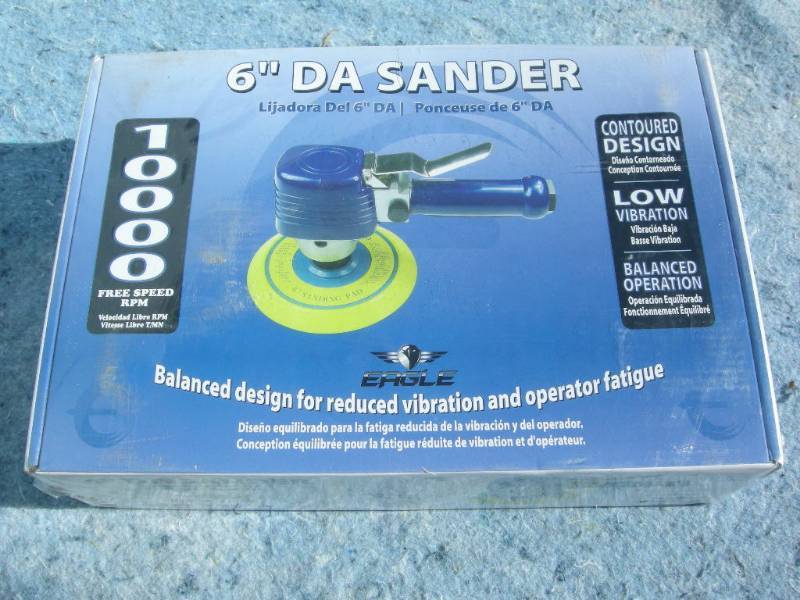 6" DA SANDER
Lijadora Del 6" DA | Ponceuse de 6" DA
10000
FREE SPEED
RPM
Velocidad Libre RPM
Vitesse Libre T/MN
CONTOURED
DESIGN
Diseño Contorneado
Conception Contournée
LOW
VIBRATION
Vibración Baja
Basse Vibration
BALANCED
OPERATION
Operación Equilibrada
Fonctionnement Équilibré
SANDING PAD
EAGLE
Balanced design for reduced vibration and operator fatigue
Diseño equilibrado para la fatiga reducida de la vibración y del operador.
Conception équilibrée pour la fatigue réduite de vibration et d'opérateur.